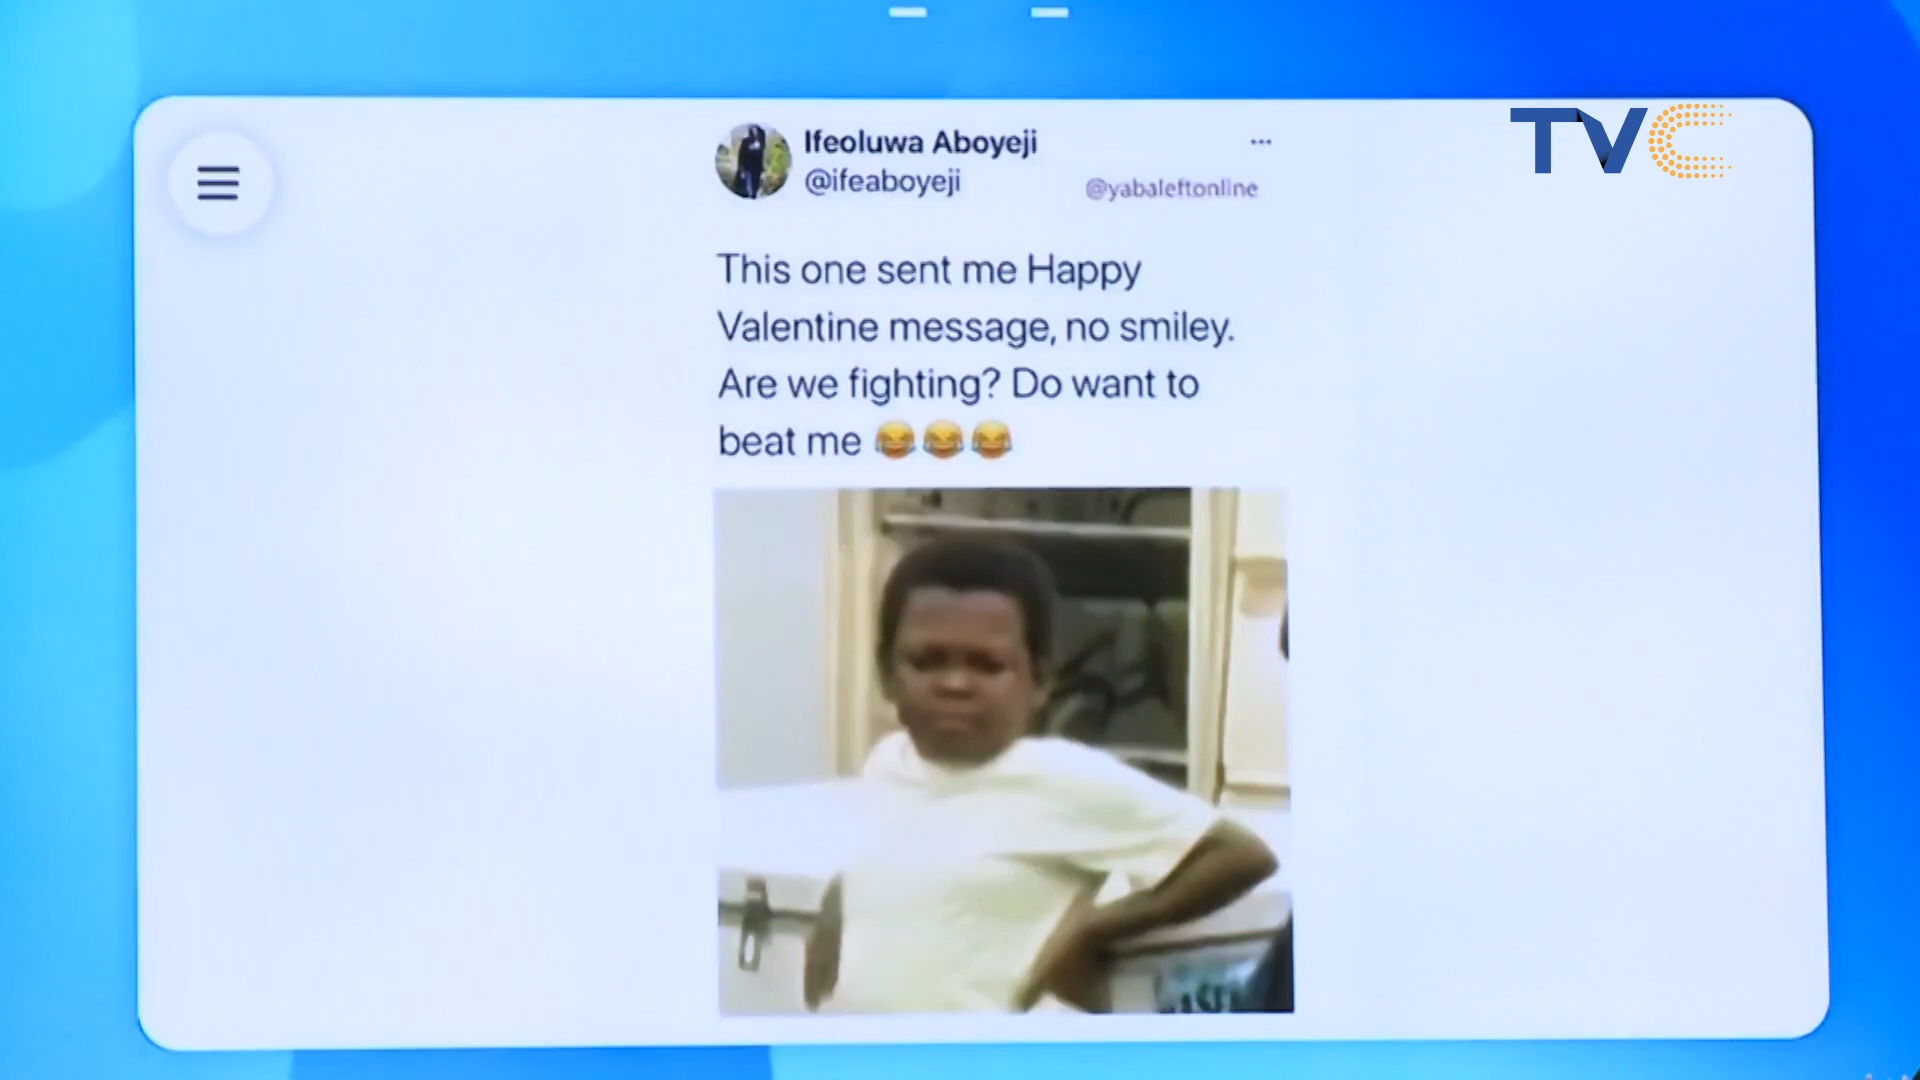 TVC
Ifeoluwa Aboyeji
@ifeaboyeji
@yabaleftonline
This one sent me Happy
Valentine message, no smiley.
Are we fighting? Do want to
beat me 😂😂😂